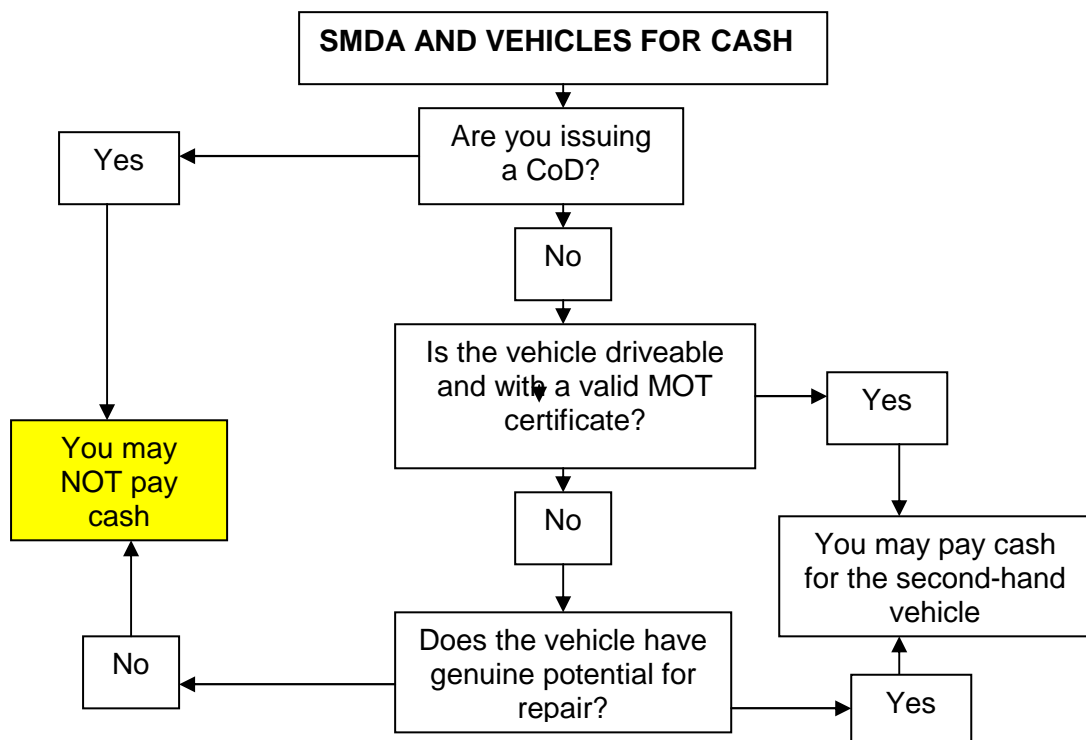 SMDA AND VEHICLES FOR CASH
Are you issuing
a CoD?
Yes
No
Is the vehicle driveable
and with a valid MOT
certificate?
Yes
You may
NOT pay
cash
No
You may pay cash
for the second-hand
vehicle
Does the vehicle have
genuine potential for
repair?
No
Yes